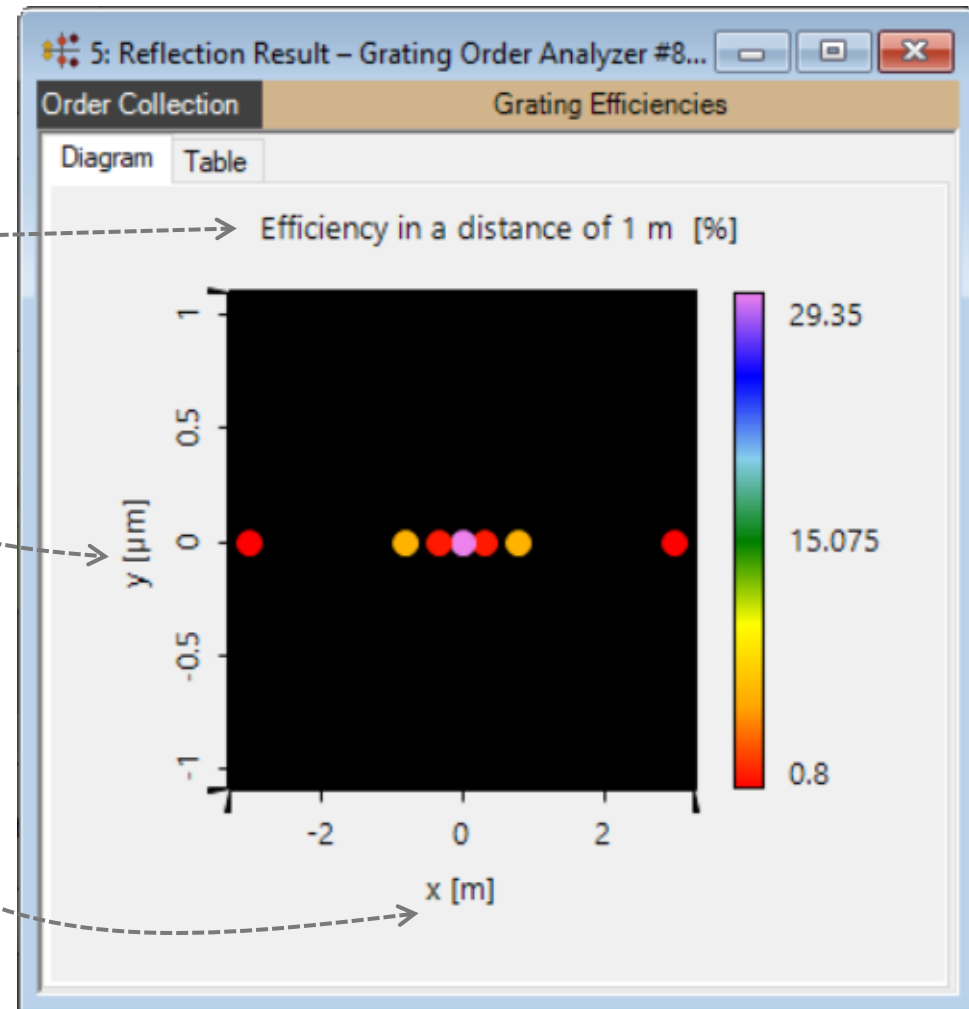 5: Reflection Result – Grating Order Analyzer #8...
Order Collection
Grating Efficiencies
Diagram
Table
Efficiency in a distance of 1 m [%]
1
0.5
0
-0.5
-1
y [µm]
-2
0
2
x [m]
29.35
15.075
0.8